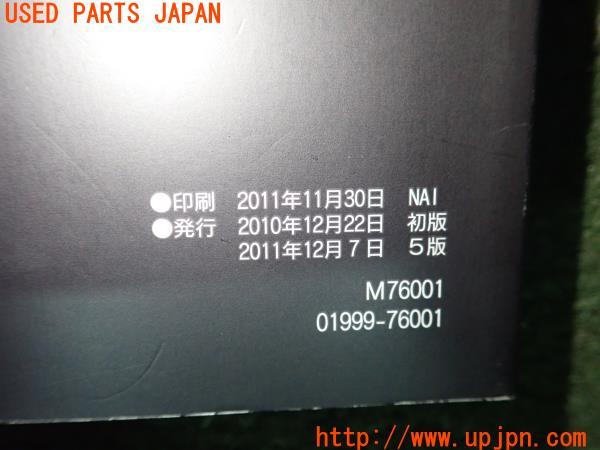 USED PARTS JAPAN
●印刷 2011年11月30日 NAI
●発行 2010年12月22日 初版
2011年12月7日 5版
M76001
01999-76001
http://www.upjpn.com/